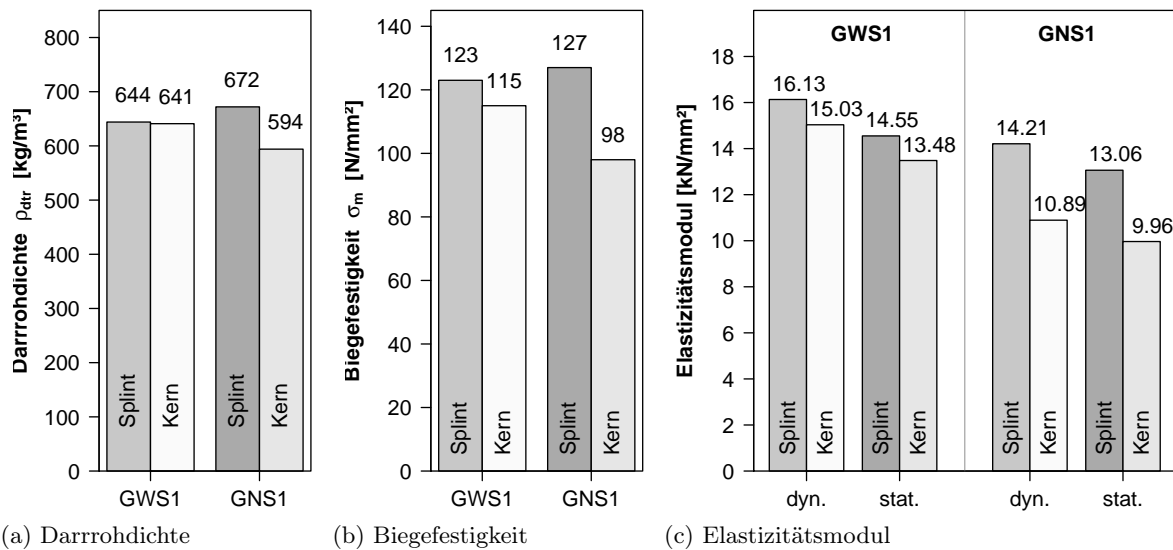 Darrrohdichte ρdtr [kg/m³]
800
700
600
500
400
300
200
100
0
644
641
672
594
Splint
Kern
Splint
Kern
GWS1
GNS1
(a) Darrrohdichte
Biegefestigkeit σm [N/mm²]
140
120
100
80
60
40
20
0
123
115
127
98
Splint
Kern
Splint
Kern
GWS1
GNS1
(b) Biegefestigkeit
Elastizitätsmodul [kN/mm²]
18
16
14
12
10
8
6
4
2
0
GWS1
GNS1
16.13
15.03
14.55
13.48
14.21
10.89
13.06
9.96
Splint
Kern
Splint
Kern
Splint
Kern
Splint
Kern
dyn.
stat.
dyn.
stat.
(c) Elastizitätsmodul